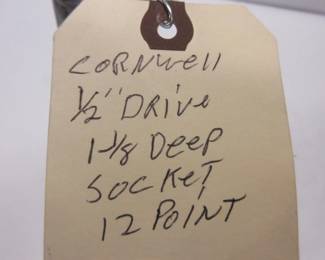 CORNWELL
1/2" DRIVE
1-1/8 DEEP
SOCKET,
12 POINT